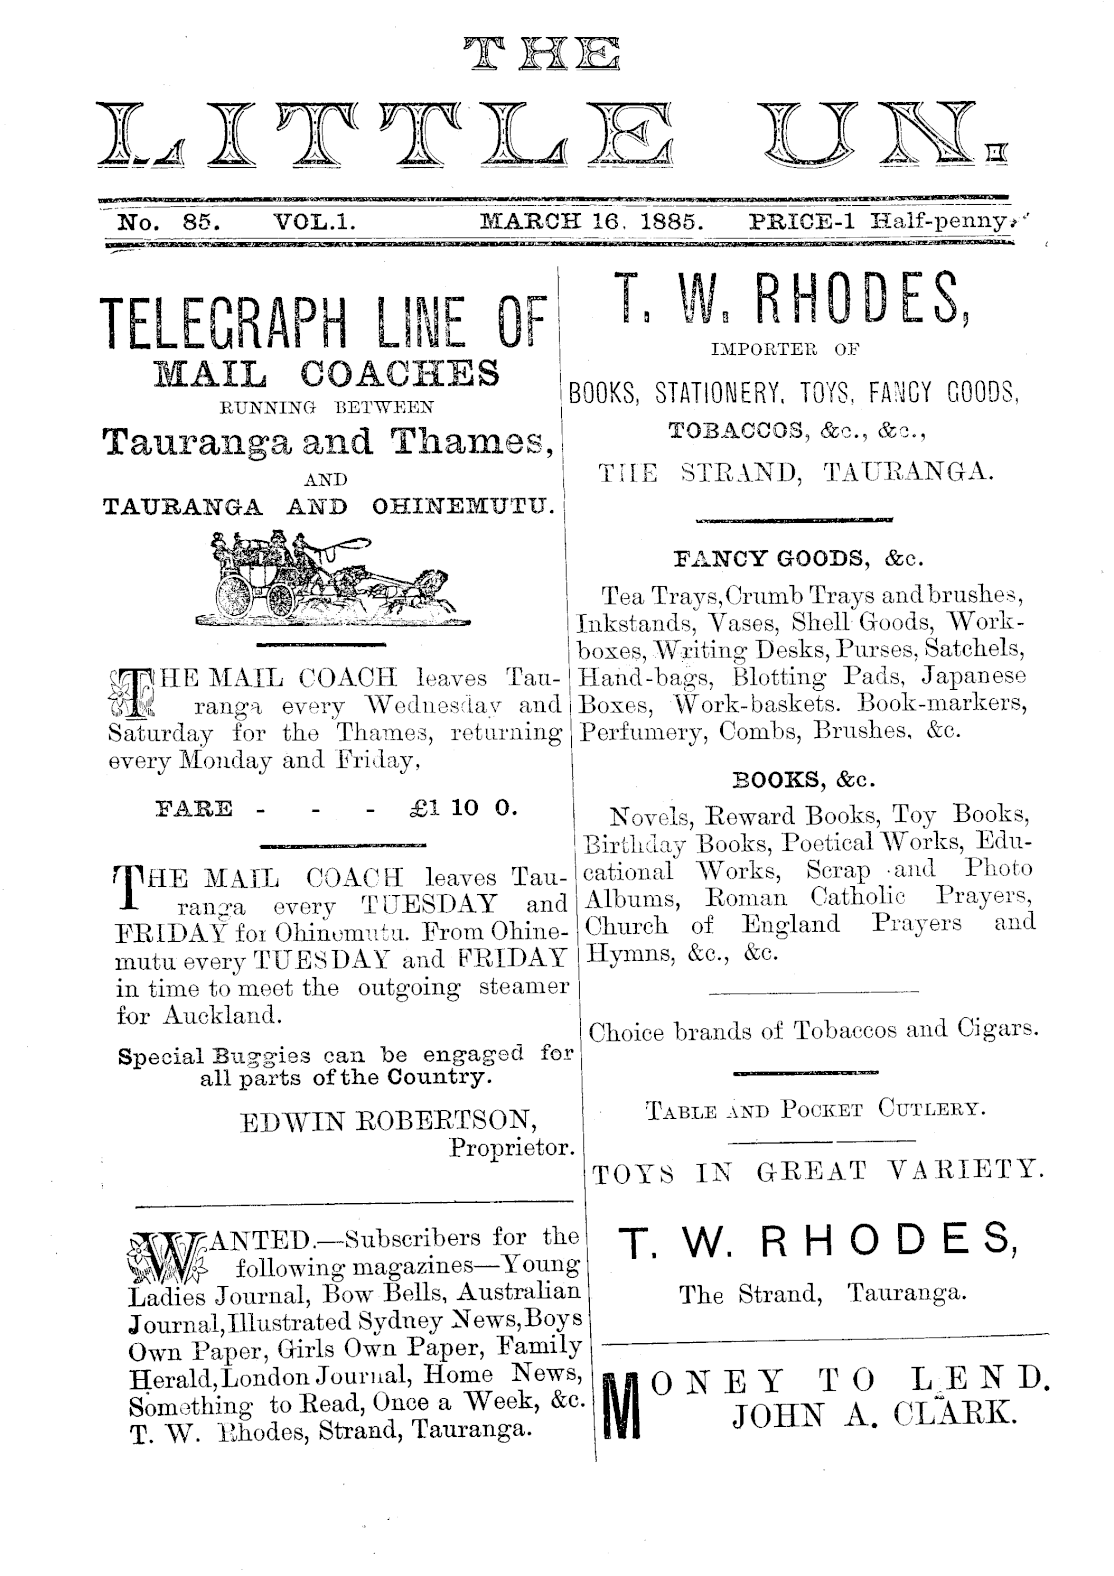 THE
LITTLE UN.
No. 85. VOL.1. MARCH 16. 1885. PRICE-1 Half-penny.
TELEGRAPH LINE OF
MAIL COACHES
RUNNING BETWEEN
Tauranga and Thames,
AND
TAURANGA AND OHINEMUTU.
THE MAIL COACH leaves Tau-
ranga every Wednesday and
Saturday for the Thames, returning
every Monday and Friday,
FARE - - - £1 10 0.
THE MAIL COACH leaves Tau-
ranga every TUESDAY and
FRIDAY for Ohinemutu. From Ohine-
mutu every TUESDAY and FRIDAY
in time to meet the outgoing steamer
for Auckland.
Special Buggies can be engaged for
all parts of the Country.
EDWIN ROBERTSON,
Proprietor.
WANTED.—Subscribers for the
following magazines—Young
Ladies Journal, Bow Bells, Australian
Journal, Illustrated Sydney News, Boys
Own Paper, Girls Own Paper, Family
Herald, London Journal, Home News,
Something to Read, Once a Week, &c.
T. W. Rhodes, Strand, Tauranga.
T. W. RHODES,
IMPORTER OF
BOOKS, STATIONERY, TOYS, FANCY GOODS,
TOBACCOS, &c., &c.,
THE STRAND, TAURANGA.
FANCY GOODS, &c.
Tea Trays, Crumb Trays and brushes,
Inkstands, Vases, Shell Goods, Work-
boxes, Writing Desks, Purses, Satchels,
Hand-bags, Blotting Pads, Japanese
Boxes, Work-baskets. Book-markers,
Perfumery, Combs, Brushes, &c.
BOOKS, &c.
Novels, Reward Books, Toy Books,
Birthday Books, Poetical Works, Edu-
cational Works, Scrap and Photo
Albums, Roman Catholic Prayers,
Church of England Prayers and
Hymns, &c., &c.
Choice brands of Tobaccos and Cigars.
TABLE AND POCKET CUTLERY.
TOYS IN GREAT VARIETY.
T. W. RHODES,
The Strand, Tauranga.
MONEY TO LEND.
JOHN A. CLARK.